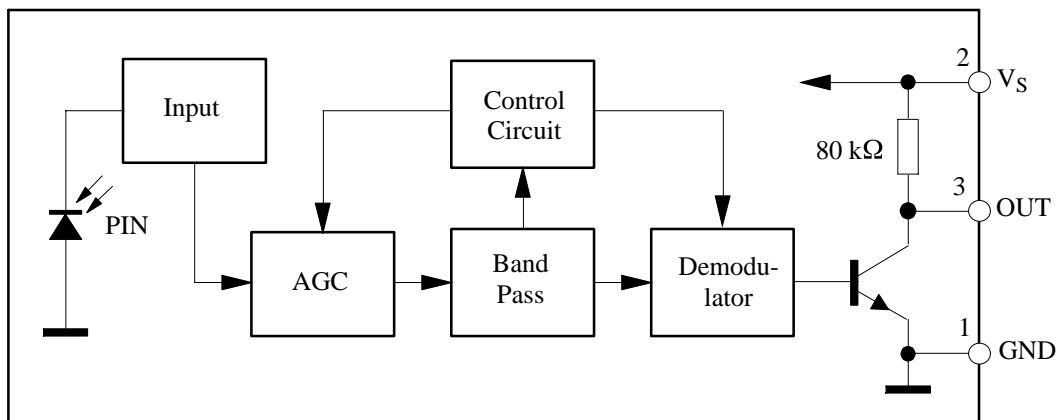 Input
Control
Circuit
2
V_S
80 kΩ
3
OUT
PIN
AGC
Band
Pass
Demodu-
lator
1
GND